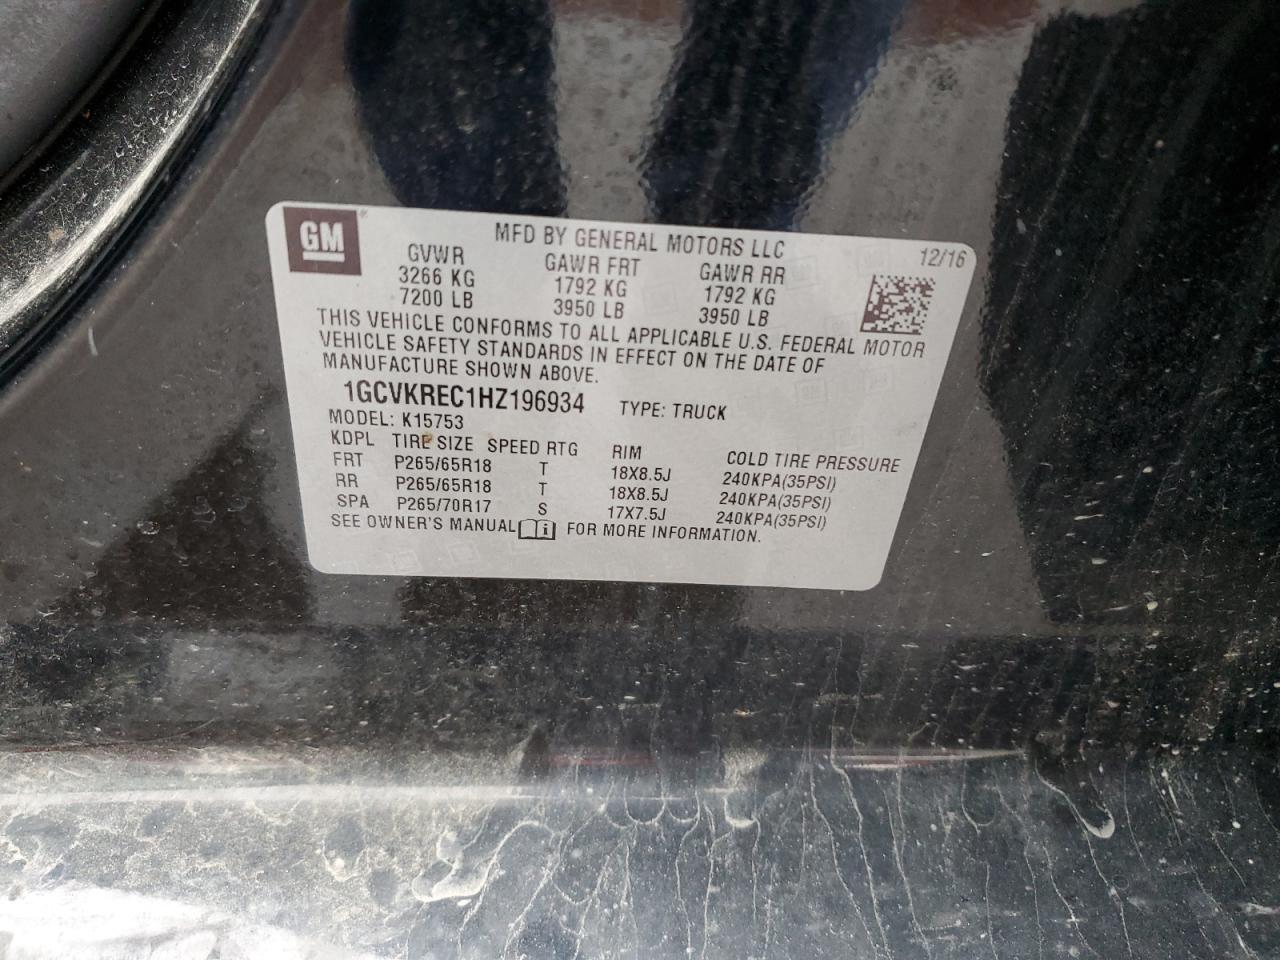 GM
MFD BY GENERAL MOTORS LLC 12/16
GVWR GAWR FRT GAWR RR
3266 KG 1792 KG 1792 KG
7200 LB 3950 LB 3950 LB
THIS VEHICLE CONFORMS TO ALL APPLICABLE U.S. FEDERAL MOTOR
VEHICLE SAFETY STANDARDS IN EFFECT ON THE DATE OF
MANUFACTURE SHOWN ABOVE.
1GCVKREC1HZ196934 TYPE: TRUCK
MODEL: K15753
KDPL TIRE SIZE SPEED RTG RIM COLD TIRE PRESSURE
FRT P265/65R18 T 18X8.5J 240KPA(35PSI)
RR P265/65R18 T 18X8.5J 240KPA(35PSI)
SPA P265/70R17 S 17X7.5J 240KPA(35PSI)
SEE OWNER'S MANUAL i FOR MORE INFORMATION.